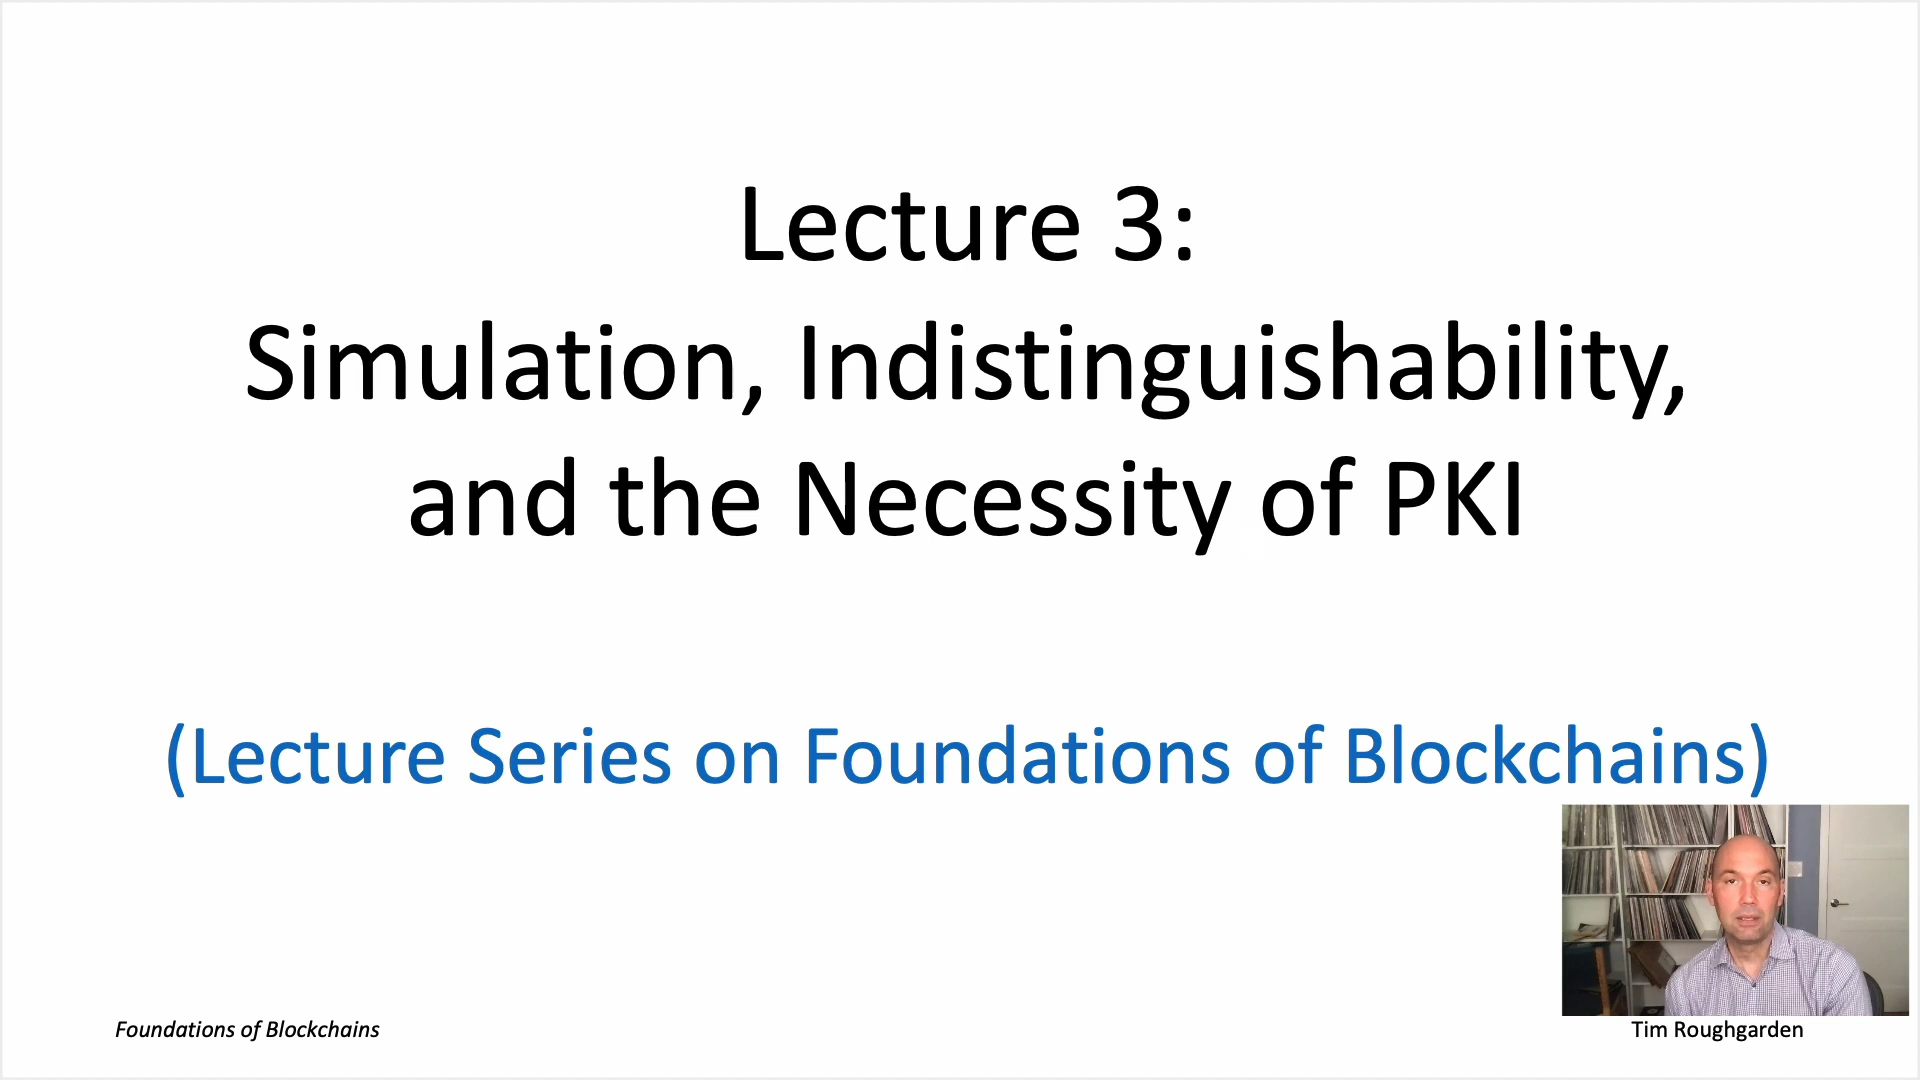 Lecture 3:
Simulation, Indistinguishability,
and the Necessity of PKI
(Lecture Series on Foundations of Blockchains)
Foundations of Blockchains
Tim Roughgarden